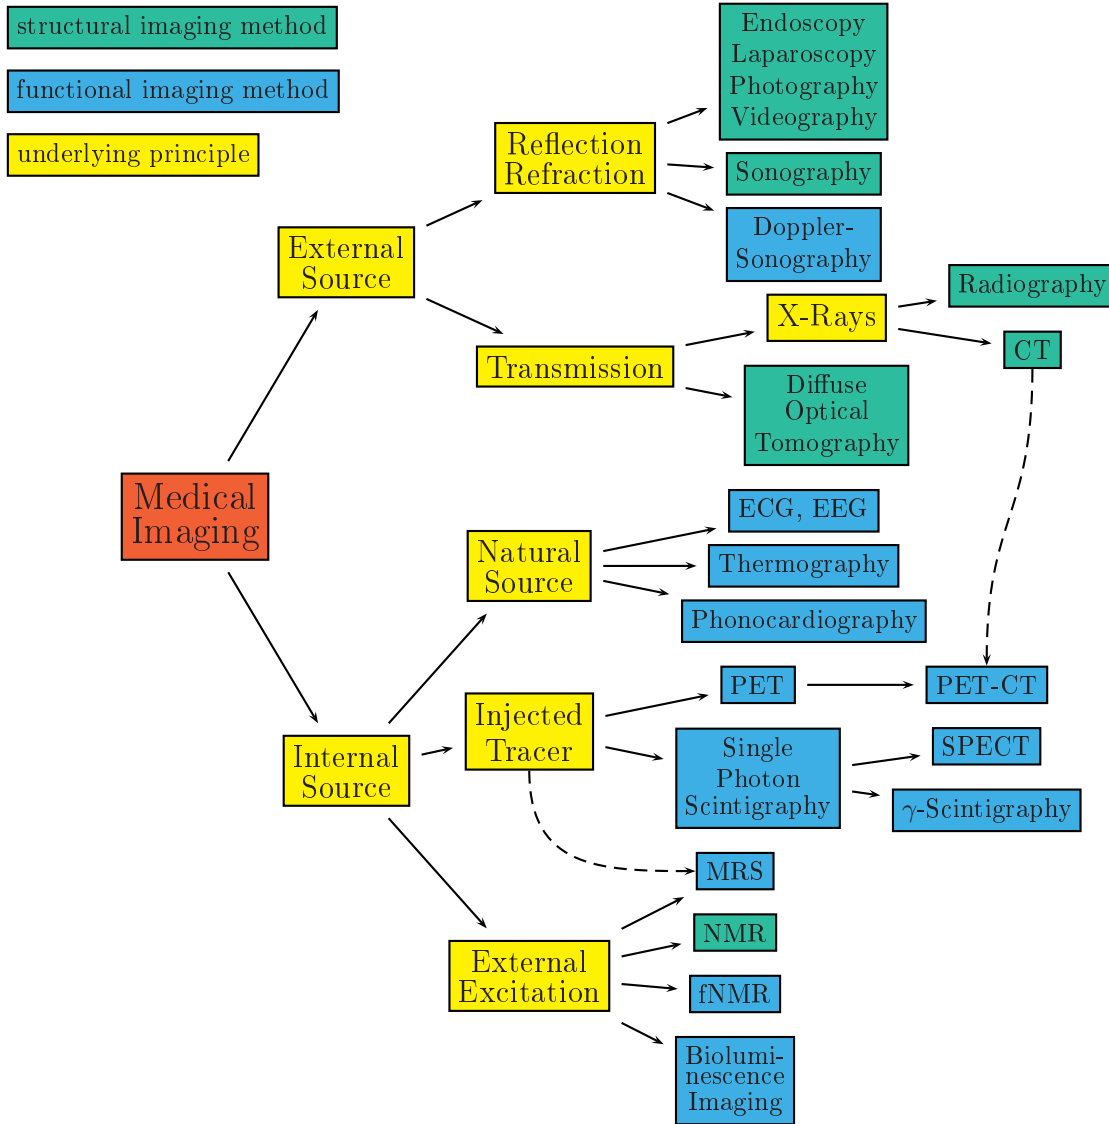 structural imaging method
functional imaging method
underlying principle
Endoscopy
Laparoscopy
Photography
Videography
Reflection
Refraction
Sonography
Doppler-
Sonography
External
Source
Radiography
X-Rays
CT
Transmission
Diffuse
Optical
Tomography
Medical
Imaging
ECG, EEG
Natural
Source
Thermography
Phonocardiography
PET
PET-CT
Injected
Tracer
Single
Photon
Scintigraphy
SPECT
γ-Scintigraphy
Internal
Source
MRS
NMR
External
Excitation
fNMR
Biolumi-
nescence
Imaging